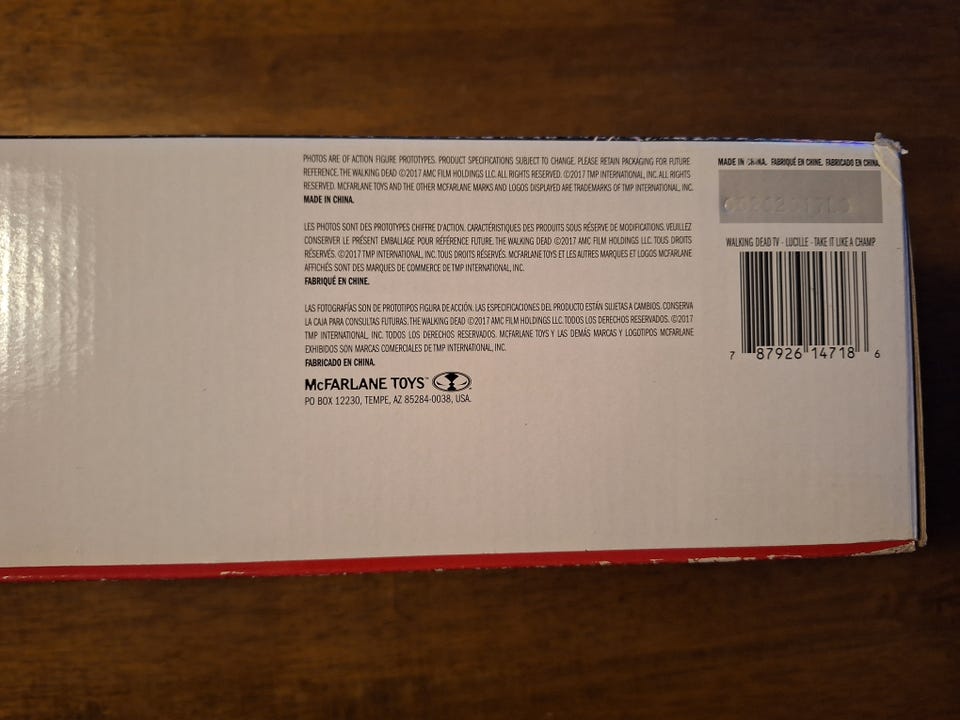 PHOTOS ARE OF ACTION FIGURE PROTOTYPES. PRODUCT SPECIFICATIONS SUBJECT TO CHANGE. PLEASE RETAIN PACKAGING FOR FUTURE
REFERENCE. THE WALKING DEAD ©2017 AMC FILM HOLDINGS LLC. ALL RIGHTS RESERVED. ©2017 TMP INTERNATIONAL, INC. ALL RIGHTS
RESERVED. MCFARLANE TOYS AND THE OTHER MCFARLANE MARKS AND LOGOS DISPLAYED ARE TRADEMARKS OF TMP INTERNATIONAL, INC.
MADE IN CHINA.
LES PHOTOS SONT DES PROTOTYPES CHIFFRE D'ACTION. CARACTÉRISTIQUES DES PRODUITS SOUS RÉSERVE DE MODIFICATIONS. VEUILLEZ
CONSERVER LE PRÉSENT EMBALLAGE POUR RÉFÉRENCE FUTURE. THE WALKING DEAD ©2017 AMC FILM HOLDINGS LLC. TOUS DROITS
RÉSERVÉS. ©2017 TMP INTERNATIONAL, INC. TOUS DROITS RÉSERVÉS. MCFARLANE TOYS ET LES AUTRES MARQUES ET LOGOS MCFARLANE
AFFICHÉS SONT DES MARQUES DE COMMERCE DE TMP INTERNATIONAL, INC.
FABRIQUÉ EN CHINE.
LAS FOTOGRAFÍAS SON DE PROTOTIPOS FIGURA DE ACCIÓN. LAS ESPECIFICACIONES DEL PRODUCTO ESTÁN SUJETAS A CAMBIOS. CONSERVA
LA CAJA PARA CONSULTAS FUTURAS. THE WALKING DEAD ©2017 AMC FILM HOLDINGS LLC. TODOS LOS DERECHOS RESERVADOS. ©2017
TMP INTERNATIONAL, INC. TODOS LOS DERECHOS RESERVADOS. MCFARLANE TOYS Y LAS DEMÁS MARCAS Y LOGOTIPOS MCFARLANE
EXHIBIDOS SON MARCAS COMERCIALES DE TMP INTERNATIONAL, INC.
FABRICADO EN CHINA.
MCFARLANE TOYS™
PO BOX 12230, TEMPE, AZ 85284-0038, USA.
MADE IN CHINA. FABRIQUÉ EN CHINE. FABRICADO EN CHINA
WALKING DEAD TV - LUCILLE - TAKE IT LIKE A CHAMP
7 87926 14718 6